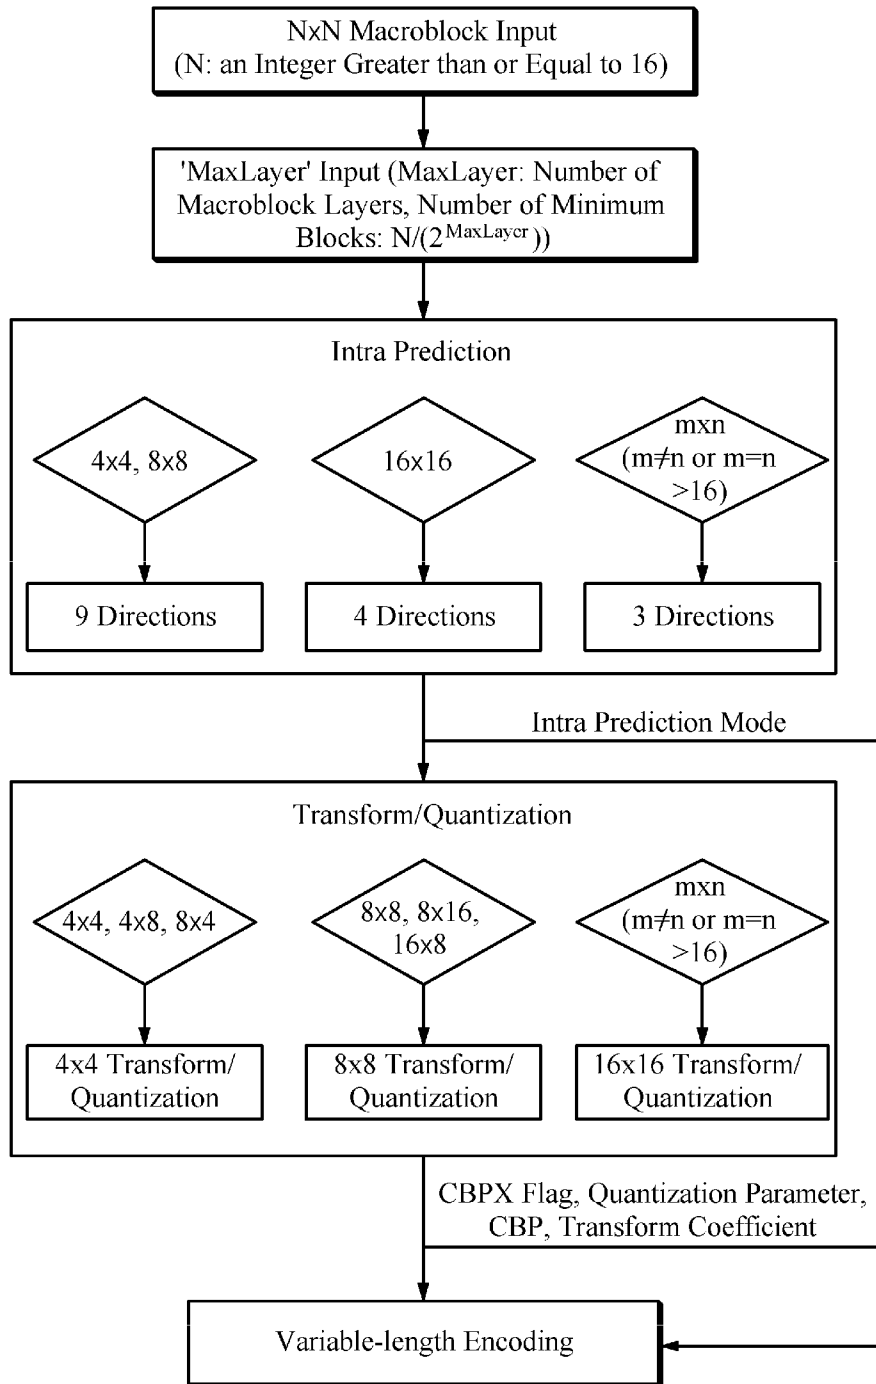 NxN Macroblock Input
(N: an Integer Greater than or Equal to 16)
'MaxLayer' Input (MaxLayer: Number of
Macroblock Layers, Number of Minimum
Blocks: N/(2^MaxLayer))
Intra Prediction
4x4, 8x8
16x16
mxn
(m≠n or m=n
>16)
9 Directions
4 Directions
3 Directions
Intra Prediction Mode
Transform/Quantization
4x4, 4x8, 8x4
8x8, 8x16,
16x8
mxn
(m≠n or m=n
>16)
4x4 Transform/
Quantization
8x8 Transform/
Quantization
16x16 Transform/
Quantization
CBPX Flag, Quantization Parameter,
CBP, Transform Coefficient
Variable-length Encoding